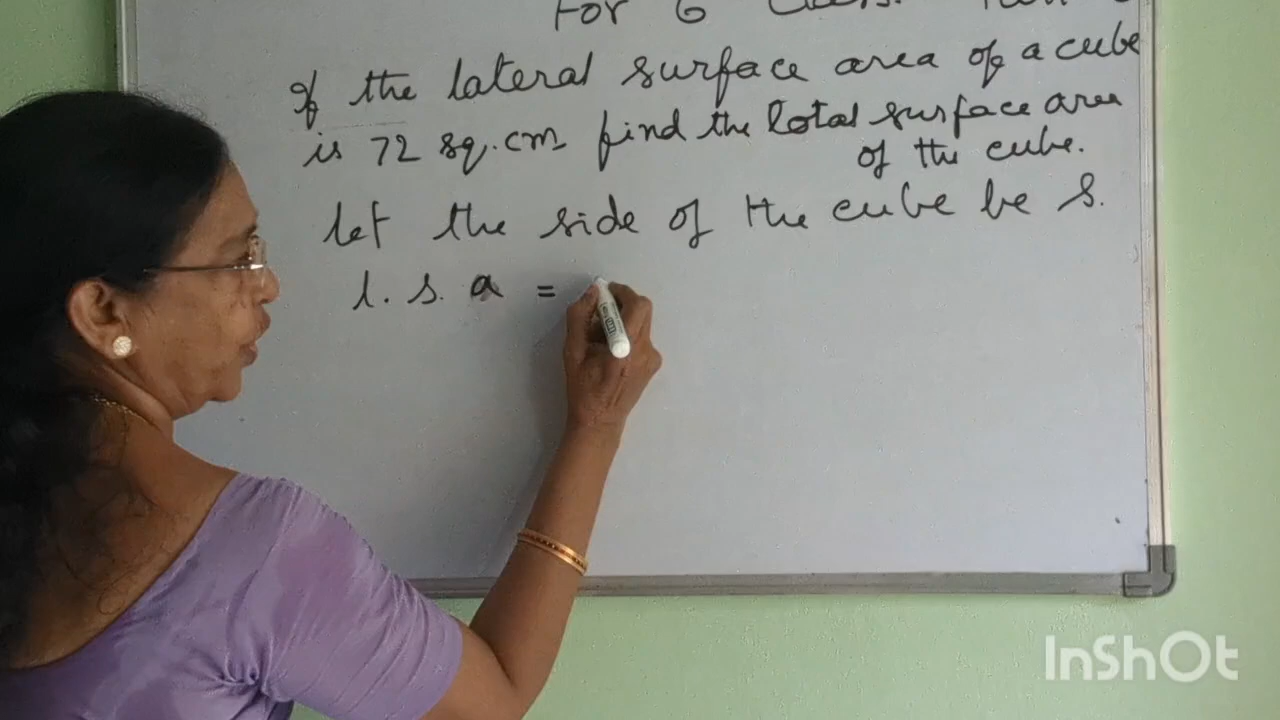 For 6
If the lateral surface area of a cube
is 72 sq.cm find the total surface area
of the cube.
Let the side of the cube be s.
l. s. a =
InShOt